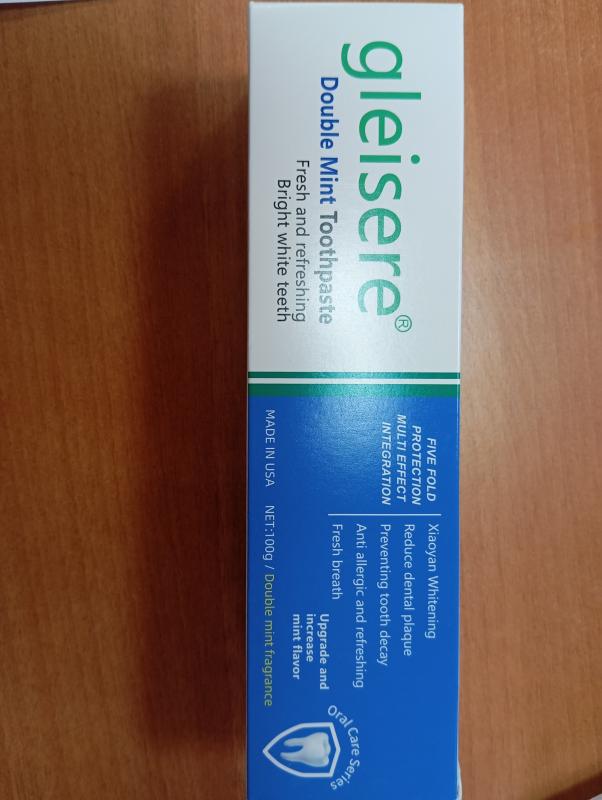 gleisere®
Double Mint Toothpaste
Fresh and refreshing
Bright white teeth
FIVE FOLD
PROTECTION
MULTI EFFECT
INTEGRATION
Xiaoyan Whitening
Reduce dental plaque
Preventing tooth decay
Anti allergic and refreshing
Fresh breath
Upgrade and
increase
mint flavor
MADE IN USA NET:100g / Double mint fragrance
Oral Care Series